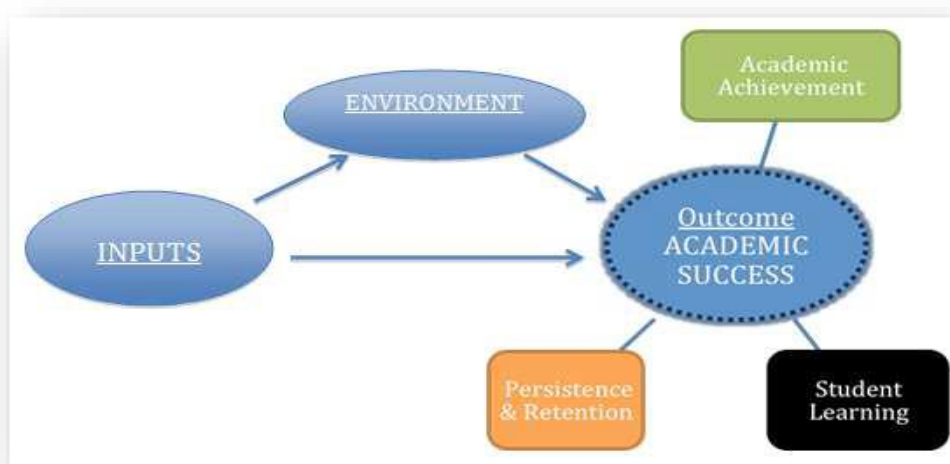 Academic
Achievement
ENVIRONMENT
INPUTS
Outcome
ACADEMIC
SUCCESS
Persistence
& Retention
Student
Learning